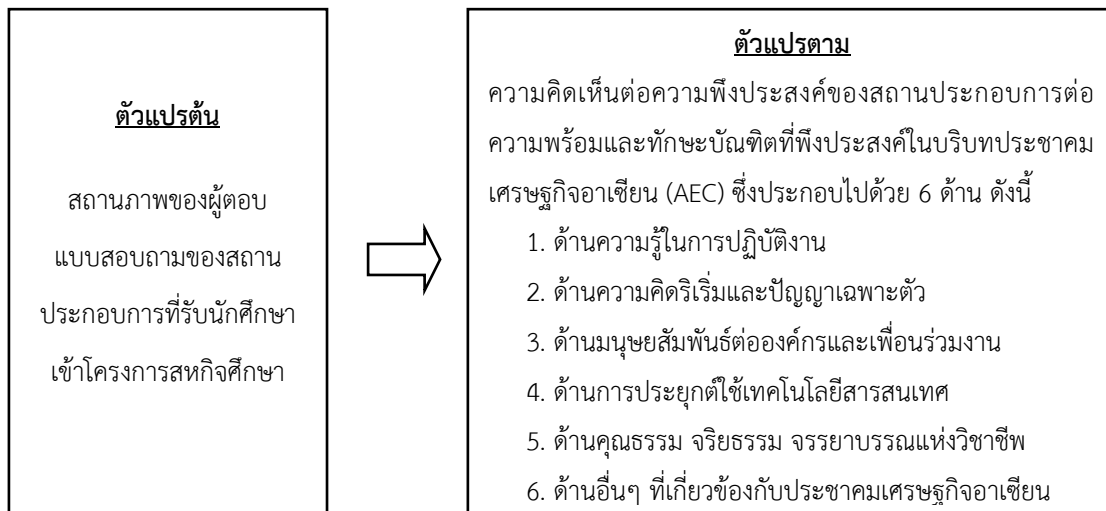 ตัวแปรต้น
สถานภาพของผู้ตอบ
แบบสอบถามของสถาน
ประกอบการที่รับนักศึกษา
เข้าโครงการสหกิจศึกษา
ตัวแปรตาม
ความคิดเห็นต่อความพึงประสงค์ของสถานประกอบการต่อ
ความพร้อมและทักษะบัณฑิตที่พึงประสงค์ในบริบทประชาคม
เศรษฐกิจอาเซียน (AEC) ซึ่งประกอบไปด้วย 6 ด้าน ดังนี้
1. ด้านความรู้ในการปฏิบัติงาน
2. ด้านความคิดริเริ่มและปัญญาเฉพาะตัว
3. ด้านมนุษยสัมพันธ์ต่อองค์กรและเพื่อนร่วมงาน
4. ด้านการประยุกต์ใช้เทคโนโลยีสารสนเทศ
5. ด้านคุณธรรม จริยธรรม จรรยาบรรณแห่งวิชาชีพ
6. ด้านอื่นๆ ที่เกี่ยวข้องกับประชาคมเศรษฐกิจอาเซียน